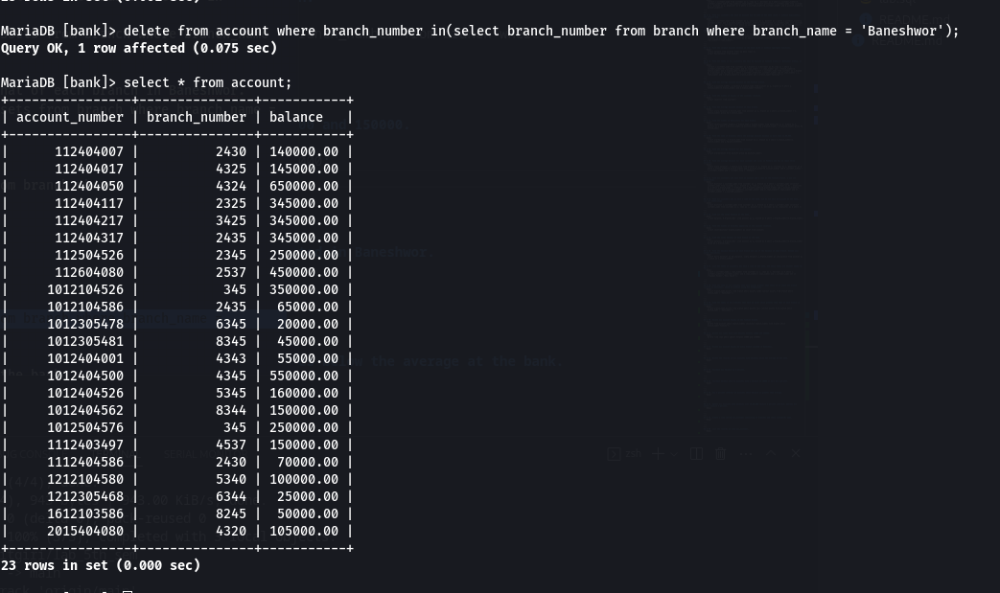 MariaDB [bank]> delete from account where branch_number in(select branch_number from branch where branch_name = 'Baneshwor');
Query OK, 1 row affected (0.075 sec)
MariaDB [bank]> select * from account;
+----------------+---------------+-----------+
| account_number | branch_number | balance   |
+----------------+---------------+-----------+
|      112404007 |          2430 | 140000.00 |
|      112404017 |          4325 | 145000.00 |
|      112404050 |          4324 | 650000.00 |
|      112404117 |          2325 | 345000.00 |
|      112404217 |          3425 | 345000.00 |
|      112404317 |          2435 | 345000.00 |
|      112504526 |          2345 | 250000.00 |
|      112604080 |          2537 | 450000.00 |
|     1012104526 |           345 | 350000.00 |
|     1012104586 |          2435 |  65000.00 |
|     1012305478 |          6345 |  20000.00 |
|     1012305481 |          8345 |  45000.00 |
|     1012404001 |          4343 |  55000.00 |
|     1012404500 |          4345 | 550000.00 |
|     1012404526 |          5345 | 160000.00 |
|     1012404562 |          8344 | 150000.00 |
|     1012504576 |           345 | 250000.00 |
|     1112403497 |          4537 | 150000.00 |
|     1112404586 |          2430 |  70000.00 |
|     1212104580 |          5340 | 100000.00 |
|     1212305468 |          6344 |  25000.00 |
|     1612103586 |          8245 |  50000.00 |
|     2015404080 |          4320 | 105000.00 |
+----------------+---------------+-----------+
23 rows in set (0.000 sec)